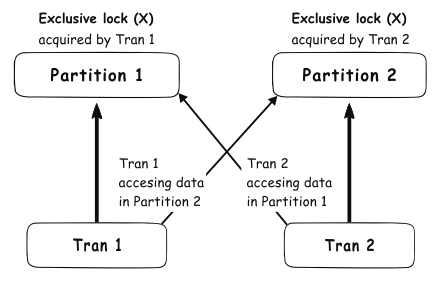 Exclusive lock (X)
acquired by Tran 1
Exclusive lock (X)
acquired by Tran 2
Partition 1
Partition 2
Tran 1
accesing data
in Partition 2
Tran 2
accesing data
in Partition 1
Tran 1
Tran 2